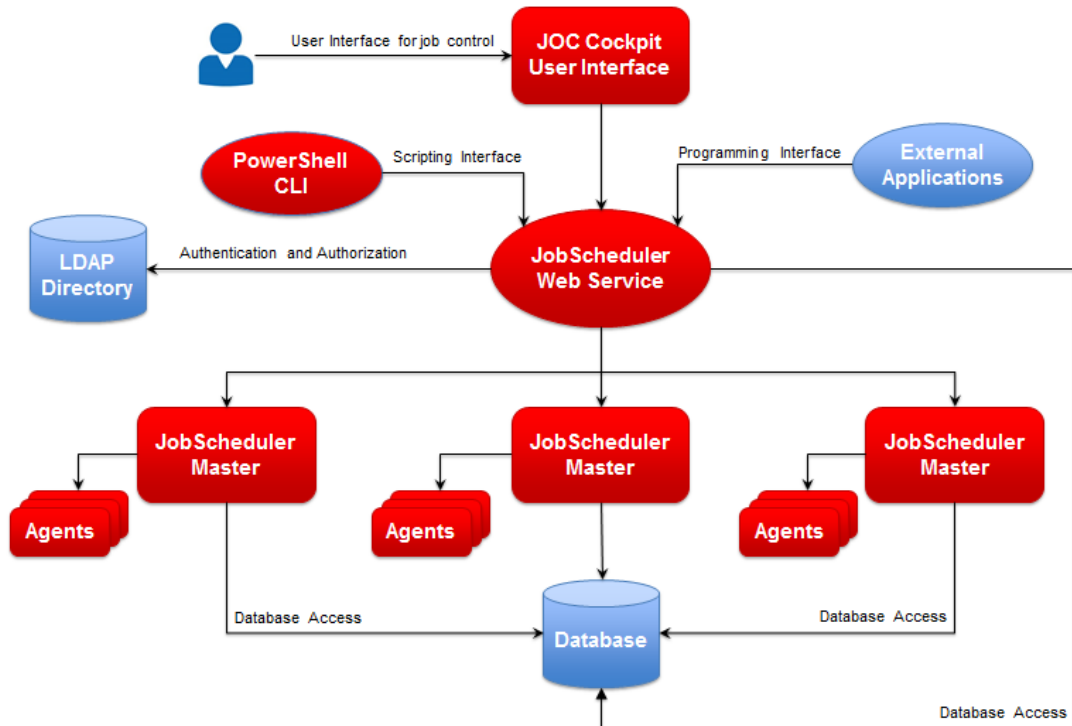 User Interface for job control
JOC Cockpit
User Interface
PowerShell
CLI
Scripting Interface
Programming Interface
External
Applications
LDAP
Directory
Authentication and Authorization
JobScheduler
Web Service
JobScheduler
Master
JobScheduler
Master
JobScheduler
Master
Agents
Agents
Agents
Database Access
Database
Database Access
Database Access